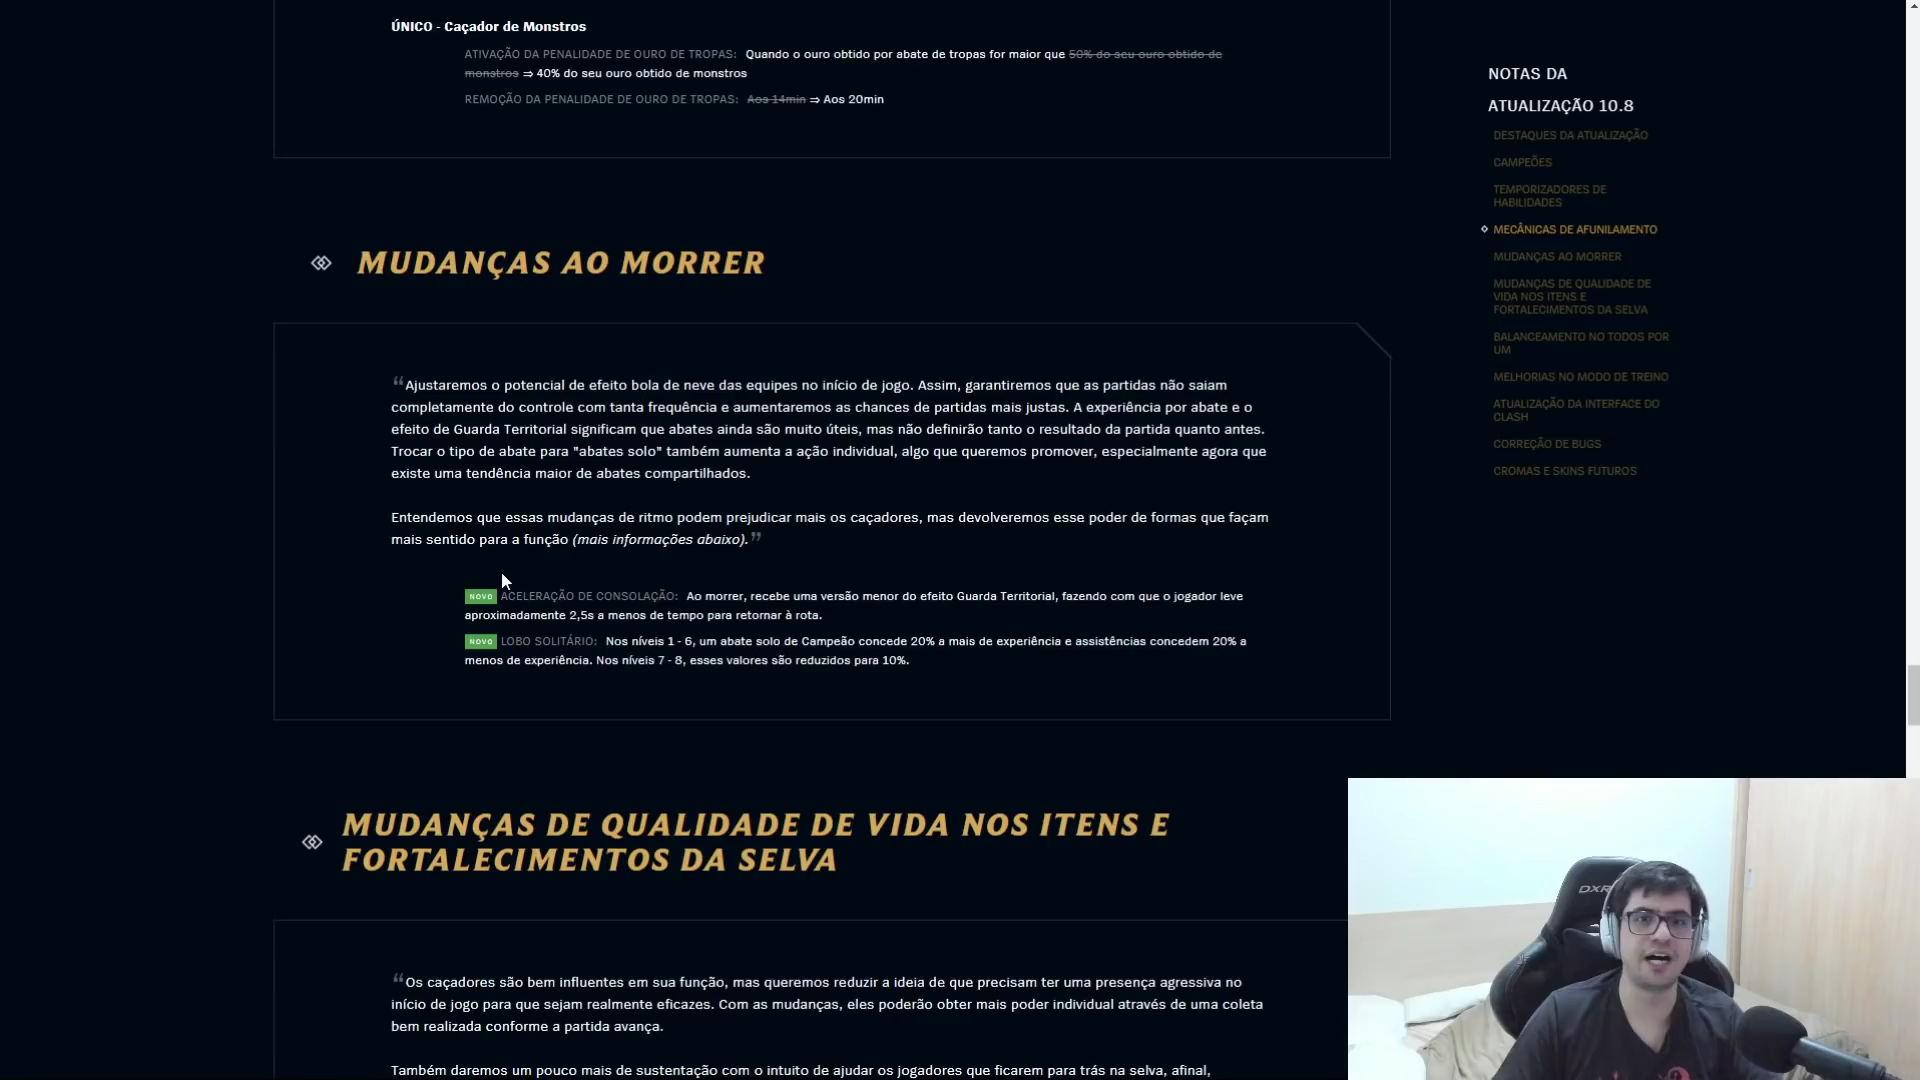 ÚNICO - Caçador de Monstros
ATIVAÇÃO DA PENALIDADE DE OURO DE TROPAS: Quando o ouro obtido por abate de tropas for maior que 50% do seu ouro obtido de
monstros ⇒ 40% do seu ouro obtido de monstros
REMOÇÃO DA PENALIDADE DE OURO DE TROPAS: Aos 14min ⇒ Aos 20min
MUDANÇAS AO MORRER
“Ajustaremos o potencial de efeito bola de neve das equipes no início de jogo. Assim, garantiremos que as partidas não saiam
completamente do controle com tanta frequência e aumentaremos as chances de partidas mais justas. A experiência por abate e o
efeito de Guarda Territorial significam que abates ainda são muito úteis, mas não definirão tanto o resultado da partida quanto antes.
Trocar o tipo de abate para "abates solo" também aumenta a ação individual, algo que queremos promover, especialmente agora que
existe uma tendência maior de abates compartilhados.
Entendemos que essas mudanças de ritmo podem prejudicar mais os caçadores, mas devolveremos esse poder de formas que façam
mais sentido para a função (mais informações abaixo).”
NOVO ACELERAÇÃO DE CONSOLAÇÃO: Ao morrer, recebe uma versão menor do efeito Guarda Territorial, fazendo com que o jogador leve
aproximadamente 2,5s a menos de tempo para retornar à rota.
NOVO LOBO SOLITÁRIO: Nos níveis 1 - 6, um abate solo de Campeão concede 20% a mais de experiência e assistências concedem 20% a
menos de experiência. Nos níveis 7 - 8, esses valores são reduzidos para 10%.
MUDANÇAS DE QUALIDADE DE VIDA NOS ITENS E
FORTALECIMENTOS DA SELVA
“Os caçadores são bem influentes em sua função, mas queremos reduzir a ideia de que precisam ter uma presença agressiva no
início de jogo para que sejam realmente eficazes. Com as mudanças, eles poderão obter mais poder individual através de uma coleta
bem realizada conforme a partida avança.
Também daremos um pouco mais de sustentação com o intuito de ajudar os jogadores que ficarem para trás na selva, afinal,
NOTAS DA
ATUALIZAÇÃO 10.8
DESTAQUES DA ATUALIZAÇÃO
CAMPEÕES
TEMPORIZADORES DE
HABILIDADES
MECÂNICAS DE AFUNILAMENTO
MUDANÇAS AO MORRER
MUDANÇAS DE QUALIDADE DE
VIDA NOS ITENS E
FORTALECIMENTOS DA SELVA
BALANCEAMENTO NO TODOS POR
UM
MELHORIAS NO MODO DE TREINO
ATUALIZAÇÃO DA INTERFACE DO
CLASH
CORREÇÃO DE BUGS
CROMAS E SKINS FUTUROS
DXR